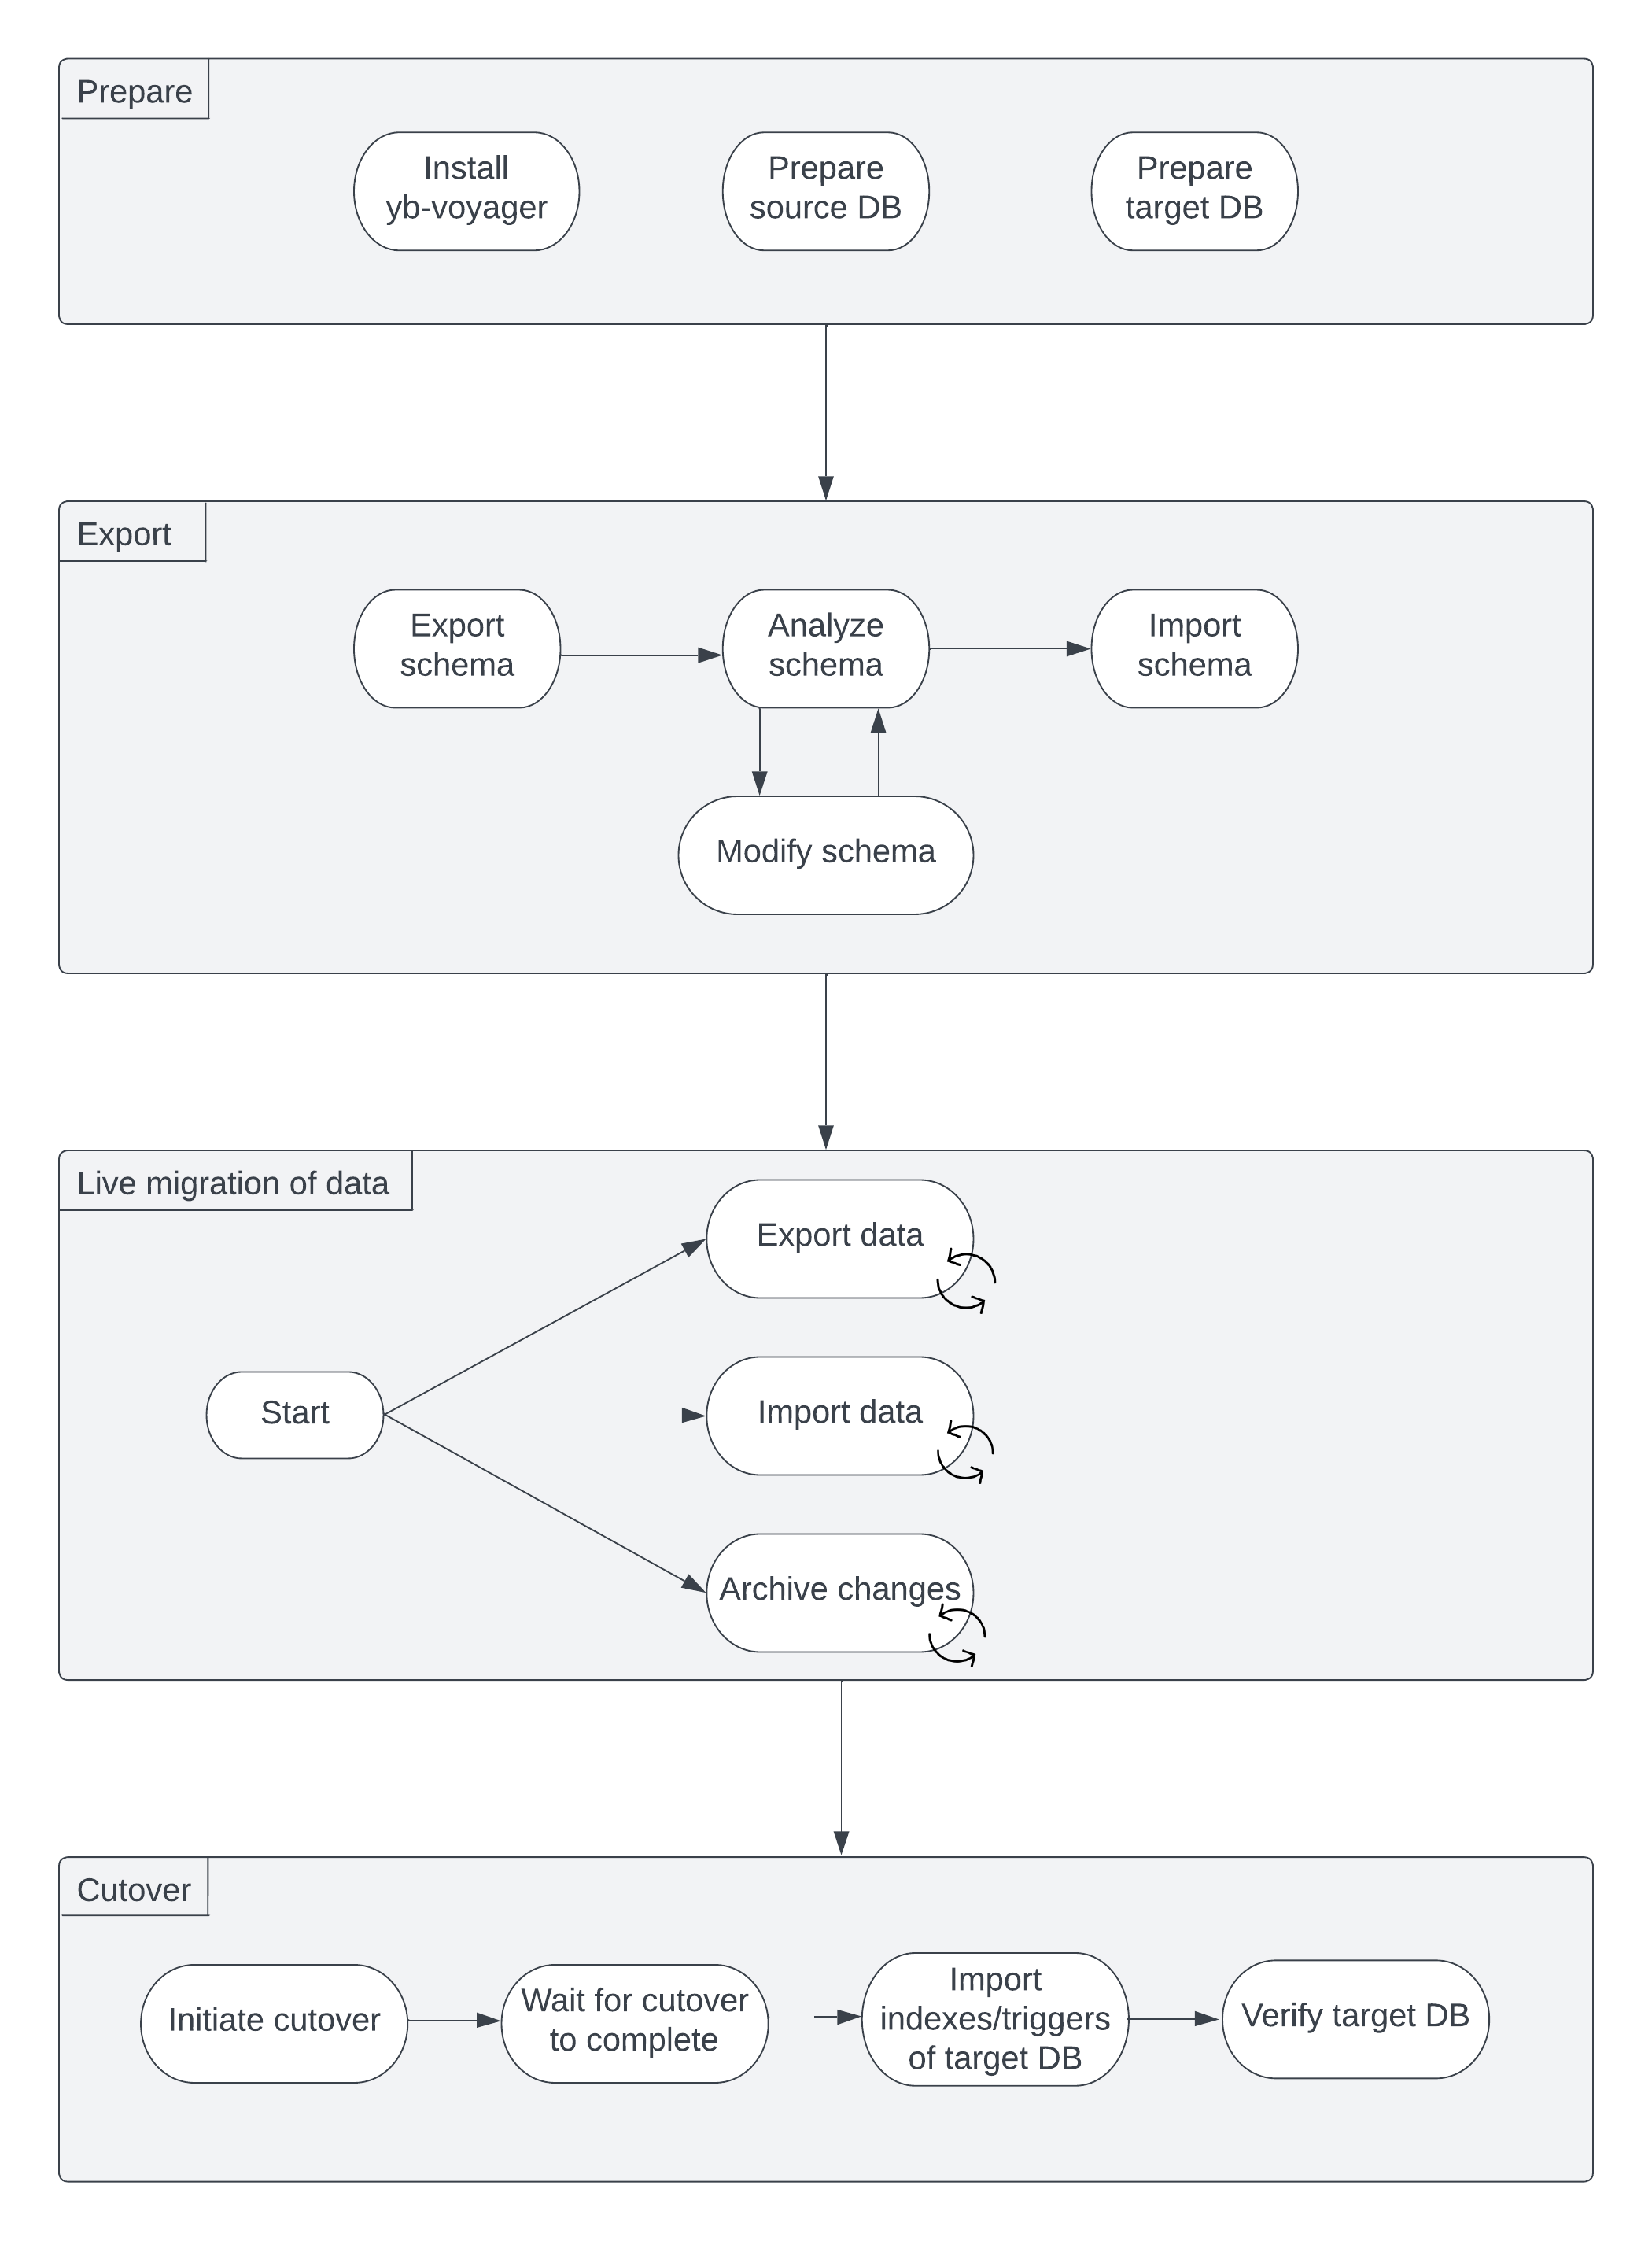 Prepare
Install
yb-voyager
Prepare
source DB
Prepare
target DB
Export
Export
schema
Analyze
schema
Import
schema
Modify schema
Live migration of data
Export data
Start
Import data
Archive changes
Cutover
Initiate cutover
Wait for cutover
to complete
Import
indexes/triggers
of target DB
Verify target DB